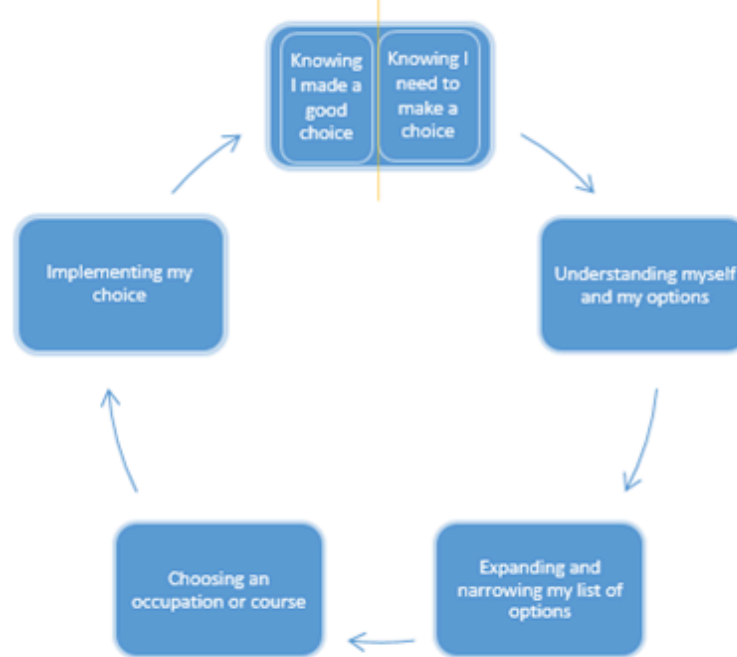 Knowing
I made a
good
choice
Knowing I
need to
make a
choice
Understanding myself
and my options
Expanding and
narrowing my list of
options
Choosing an
occupation or course
Implementing my
choice